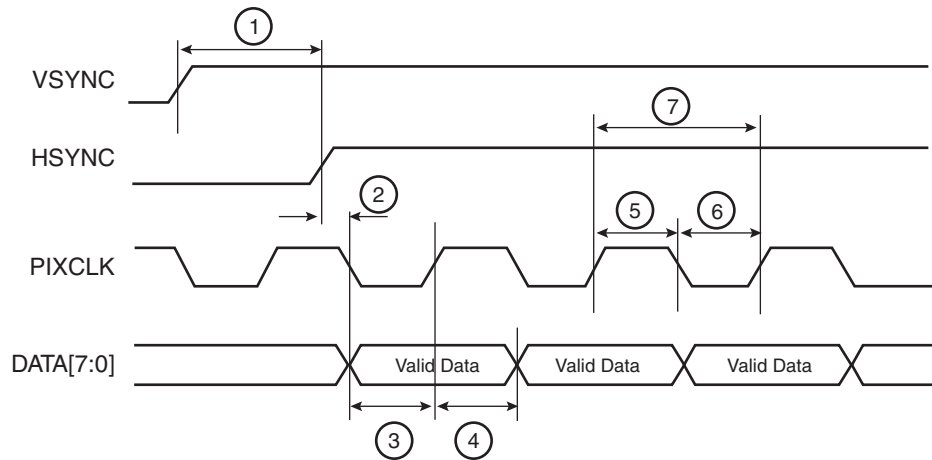 1
VSYNC
7
HSYNC
2
5
6
PIXCLK
DATA[7:0]
Valid Data
Valid Data
Valid Data
3
4